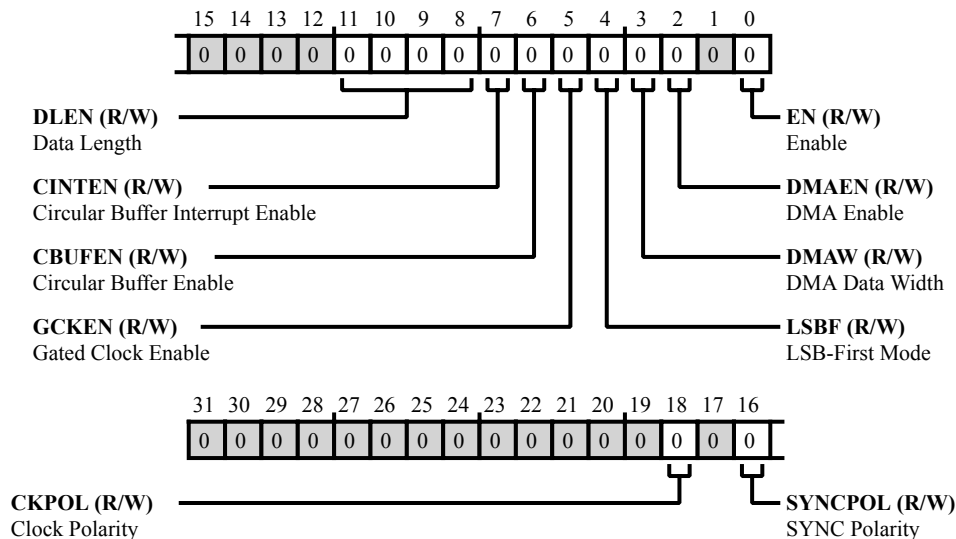 15 14 13 12 11 10 9 8 7 6 5 4 3 2 1 0
0 0 0 0 0 0 0 0 0 0 0 0 0 0 0 0
DLEN (R/W)
Data Length
EN (R/W)
Enable
CINTEN (R/W)
Circular Buffer Interrupt Enable
DMAEN (R/W)
DMA Enable
CBUFEN (R/W)
Circular Buffer Enable
DMAW (R/W)
DMA Data Width
GCKEN (R/W)
Gated Clock Enable
LSBF (R/W)
LSB-First Mode
31 30 29 28 27 26 25 24 23 22 21 20 19 18 17 16
0 0 0 0 0 0 0 0 0 0 0 0 0 0 0 0
CKPOL (R/W)
Clock Polarity
SYNCPOL (R/W)
SYNC Polarity